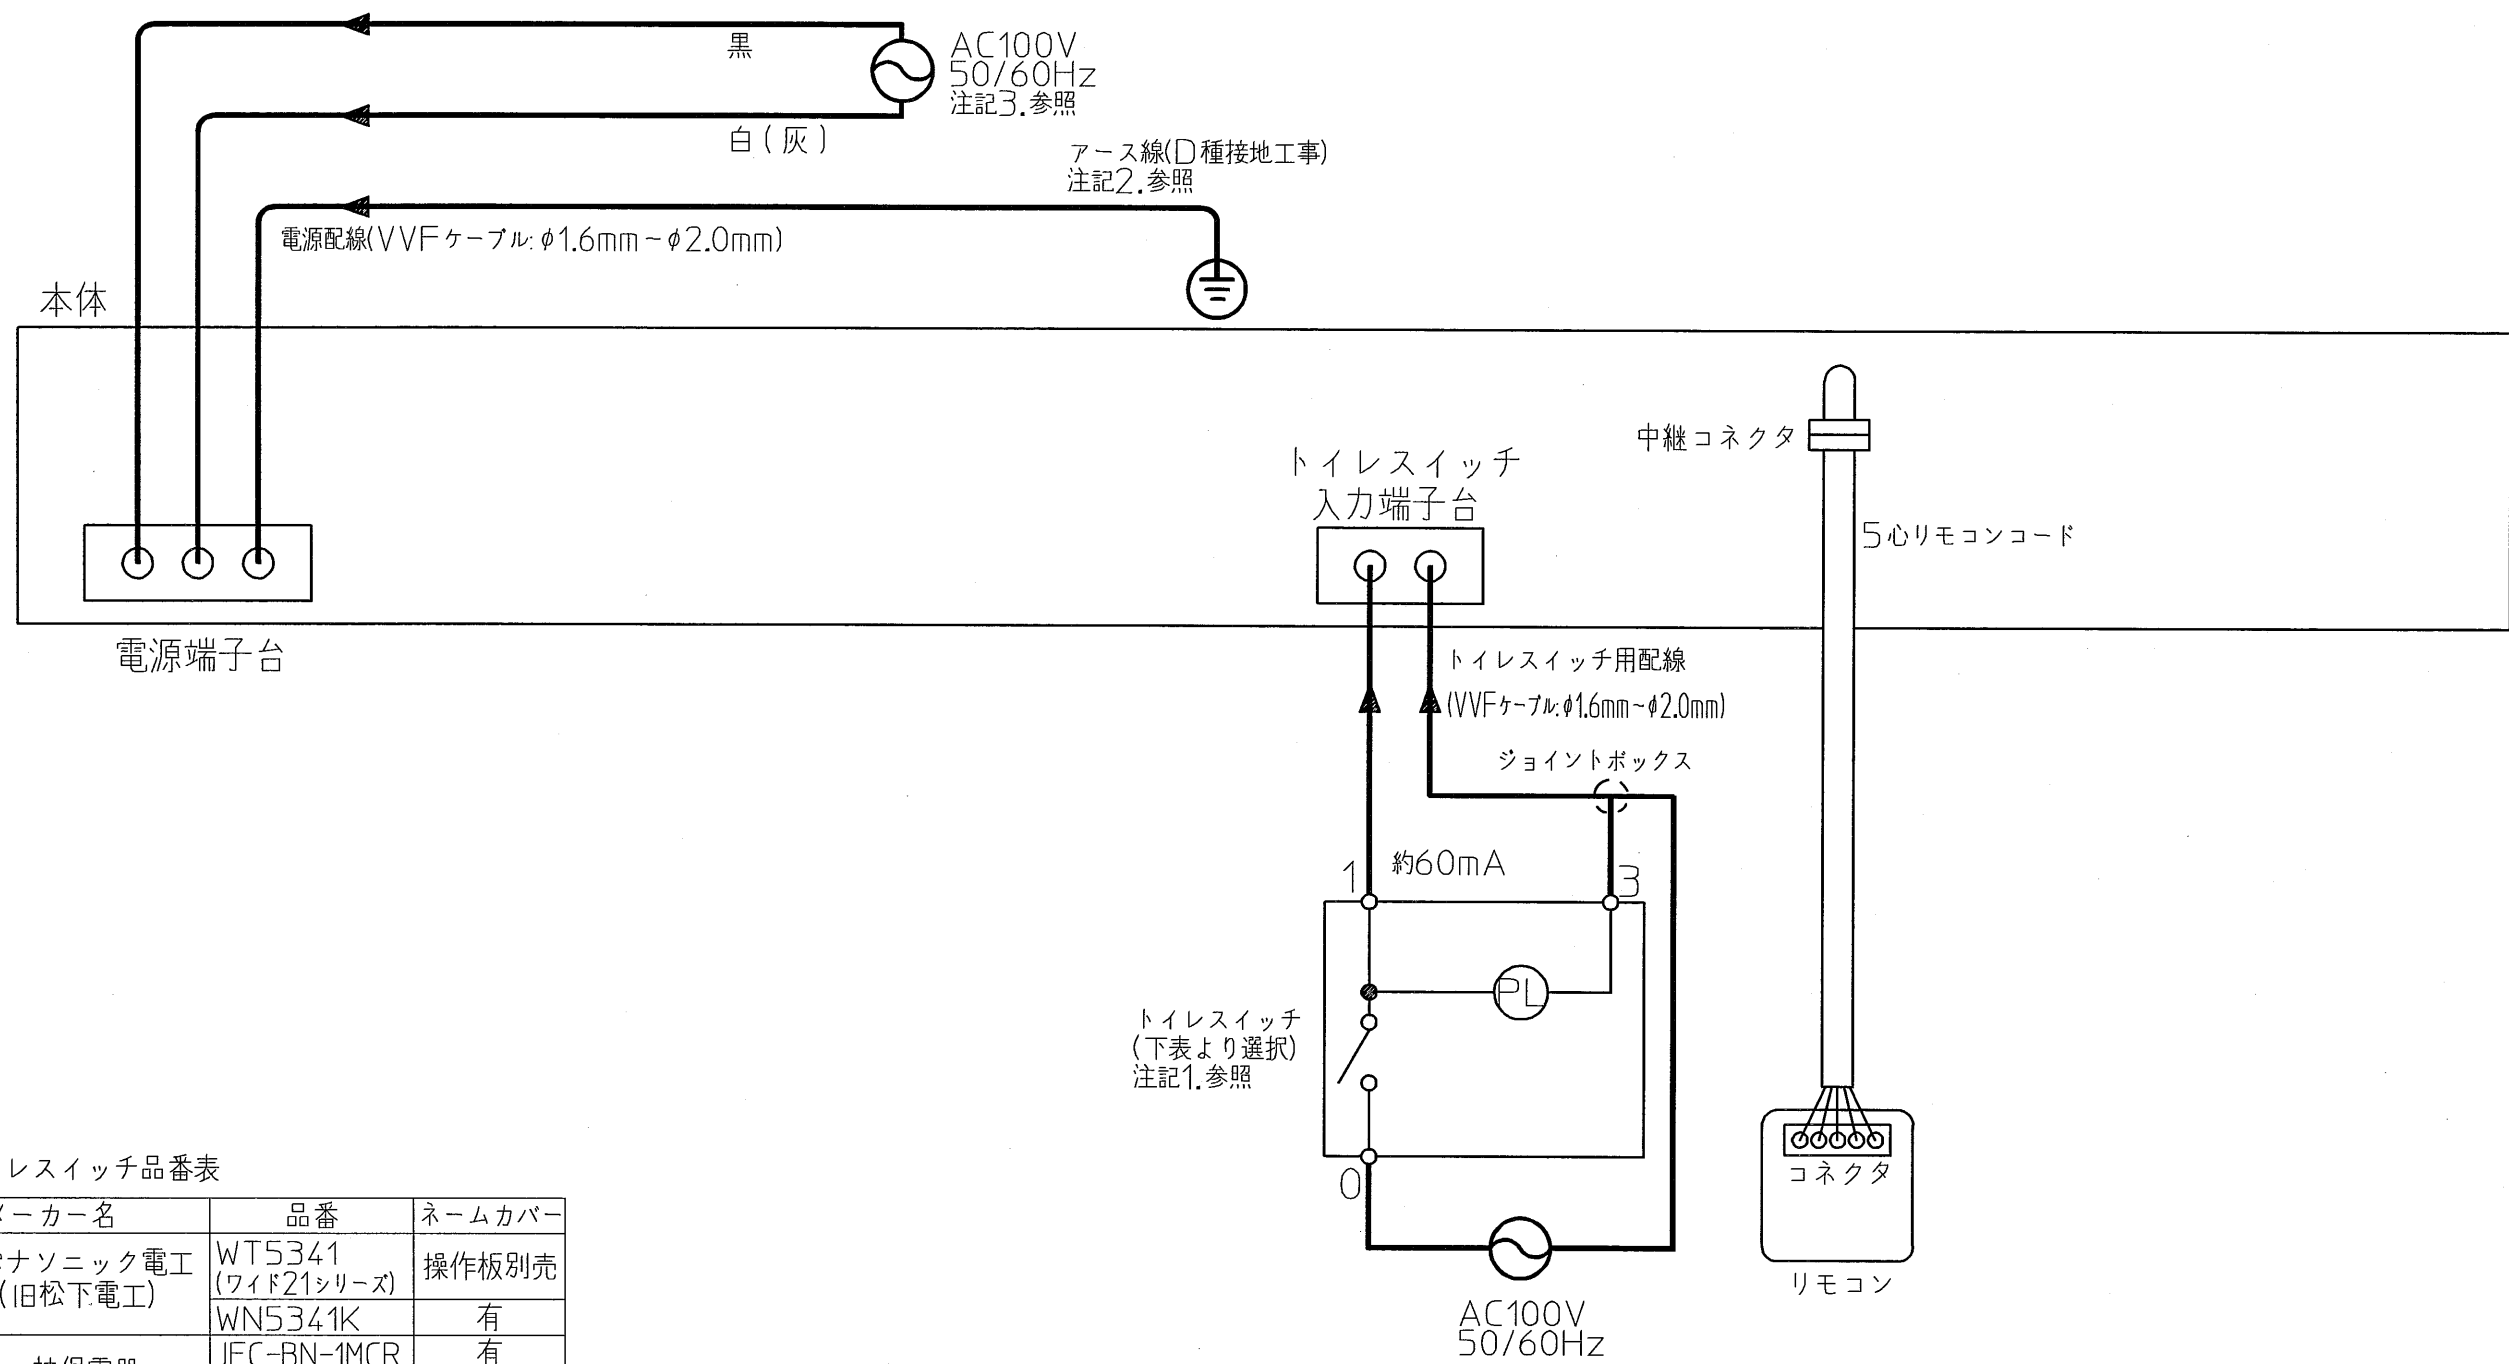 黒
AC100V
50/60Hz
注記3.参照
白(灰)
アース線(D種接地工事)
注記2.参照
電源配線(VVFケーブル:φ1.6mm~φ2.0mm)
本体
中継コネクタ
トイレスイッチ
入力端子台
5心リモコンコード
電源端子台
トイレスイッチ用配線
(VVFケーブル:φ1.6mm~φ2.0mm)
ジョイントボックス
1
約60mA
3
PL
トイレスイッチ
(下表より選択)
注記1.参照
0
コネクタ
リモコン
AC100V
50/60Hz
レスイッチ品番表
メーカー名
品番
ネームカバー
パナソニック電工
(旧松下電工)
WT5341
(ワイド21シリーズ)
操作板別売
WN5341K
有
JEC-BN-1MCR
有